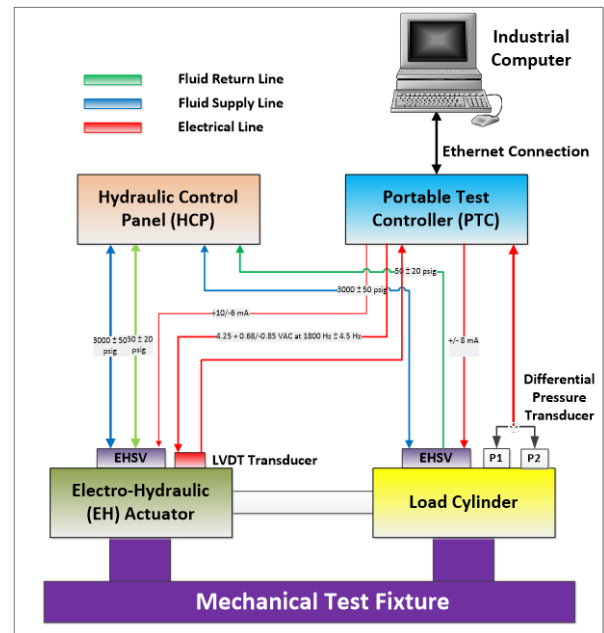 Industrial
Computer
Fluid Return Line
Fluid Supply Line
Electrical Line
Ethernet Connection
Hydraulic Control
Panel (HCP)
Portable Test
Controller (PTC)
50 ± 20 psig
3000 ± 50 psig
+10/-6 mA
4.25 + 0.68/-0.85 VAC at 1800 Hz ± 4.5 Hz
3000 ± 50
psig
50 ± 20
psig
+/- 8 mA
Differential
Pressure
Transducer
EHSV
LVDT Transducer
EHSV
P1
P2
Electro-Hydraulic
(EH) Actuator
Load Cylinder
Mechanical Test Fixture